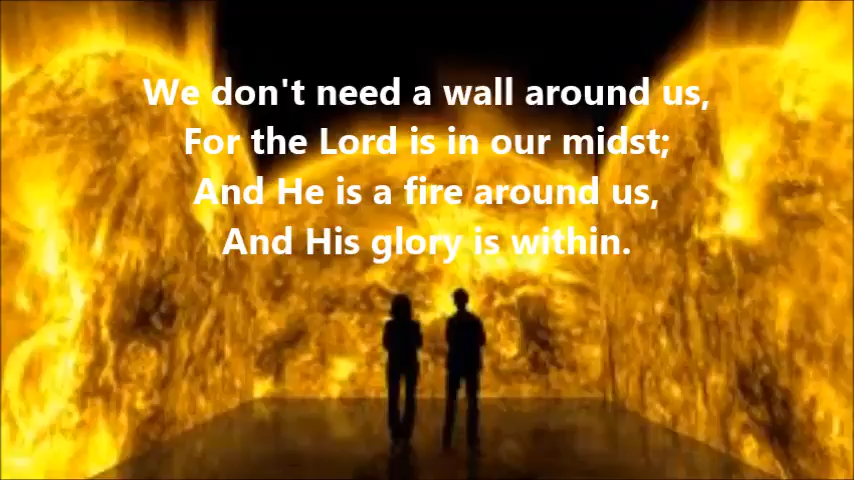 We don't need a wall around us,
For the Lord is in our midst;
And He is a fire around us,
And His glory is within.